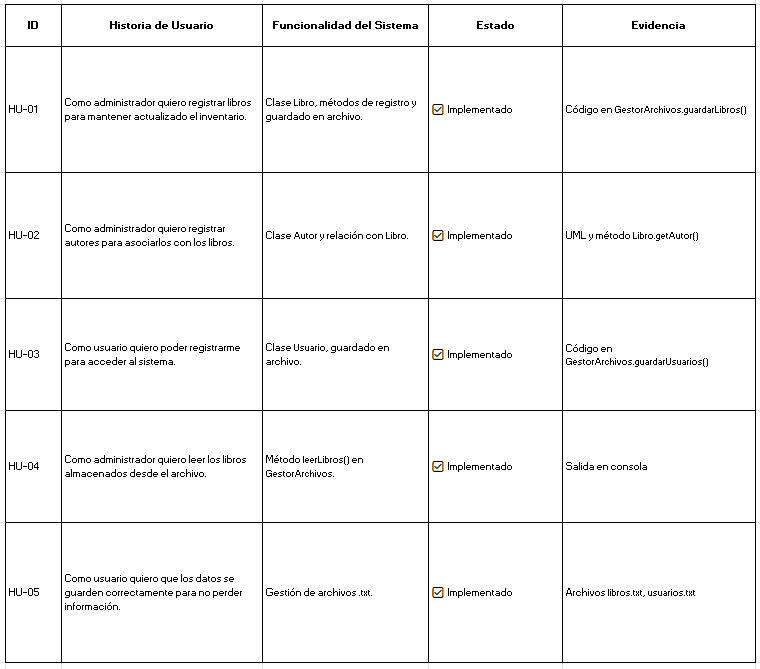 ID Historia de Usuario Funcionalidad del Sistema Estado Evidencia
HU-01
Como administrador quiero registrar libros
para mantener actualizado el inventario.
Clase Libro, métodos de registro y
guardado en archivo.
Implementado
Código en GestorArchivos.guardarLibros()
HU-02
Como administrador quiero registrar
autores para asociarlos con los libros.
Clase Autor y relación con Libro.
Implementado
UML y método Libro.getAutor()
HU-03
Como usuario quiero poder registrarme
para acceder al sistema.
Clase Usuario, guardado en
archivo.
Implementado
Código en
GestorArchivos.guardarUsuarios()
HU-04
Como administrador quiero leer los libros
almacenados desde el archivo.
Método leerLibros() en
GestorArchivos.
Implementado
Salida en consola
HU-05
Como usuario quiero que los datos se
guarden correctamente para no perder
información.
Gestión de archivos .txt.
Implementado
Archivos libros.txt, usuarios.txt